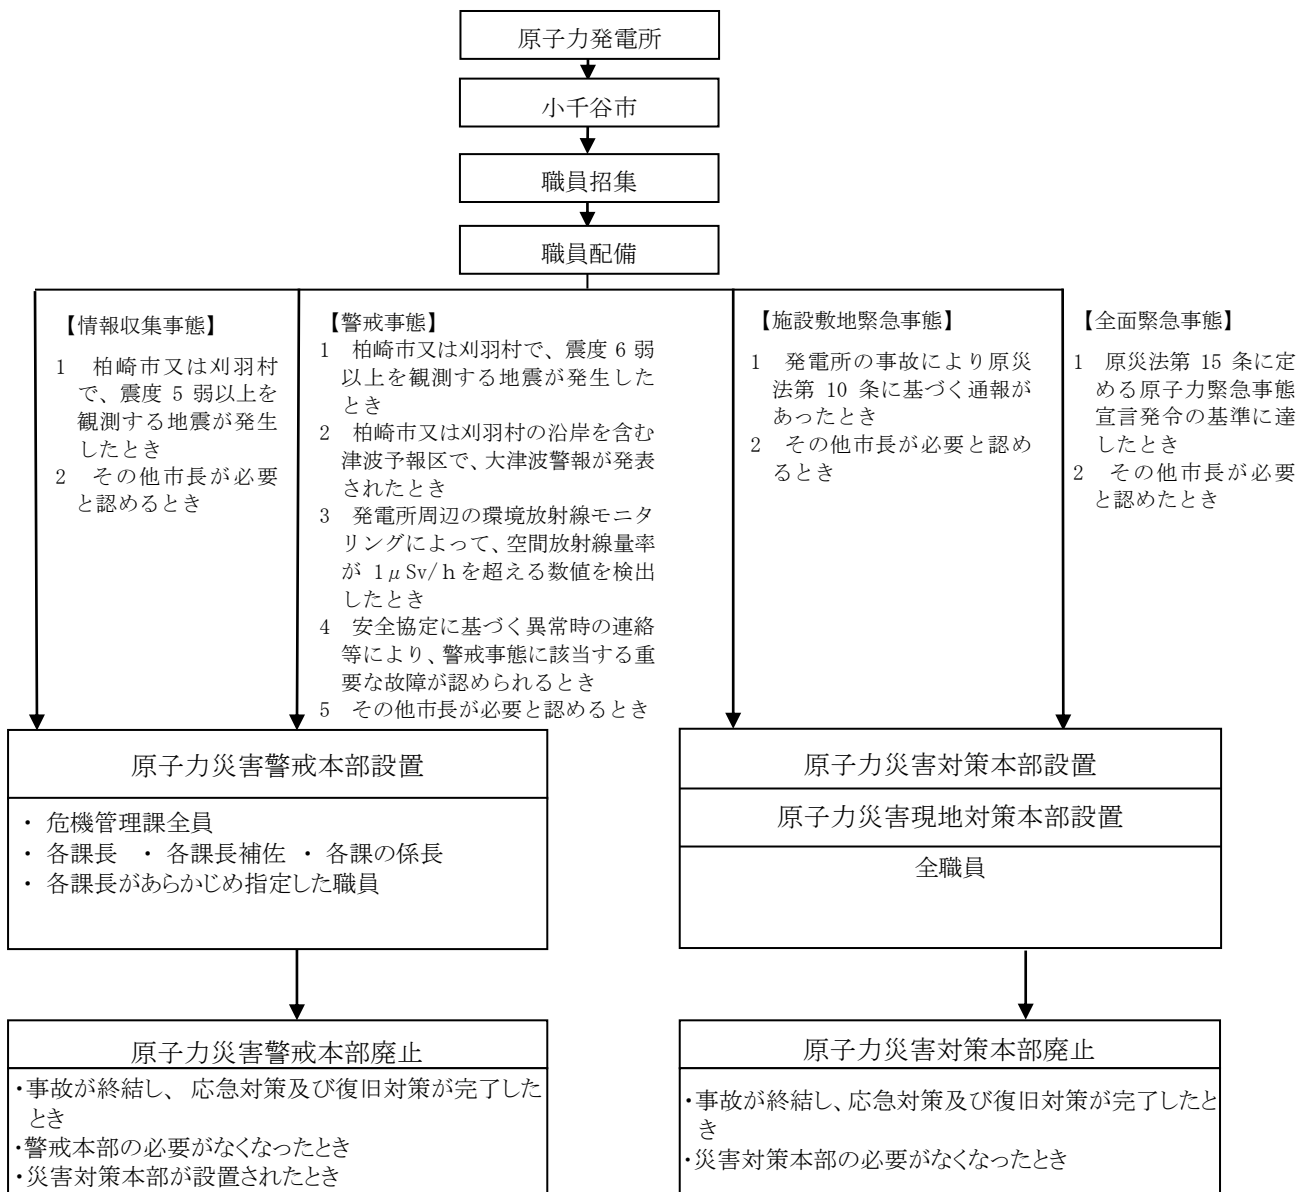 原子力発電所
小千谷市
職員招集
職員配備
【情報収集事態】
1 柏崎市又は刈羽村
で、震度 5 弱以上を
観測する地震が発生
したとき
2 その他市長が必要
と認めるとき
【警戒事態】
1 柏崎市又は刈羽村で、震度 6 弱
以上を観測する地震が発生した
とき
2 柏崎市又は刈羽村の沿岸を含む
津波予報区で、大津波警報が発表
されたとき
3 発電所周辺の環境放射線モニタ
リングによって、空間放射線量率
が 1μSv/hを超える数値を検出
したとき
4 安全協定に基づく異常時の連絡
等により、警戒事態に該当する重
要な故障が認められるとき
5 その他市長が必要と認めるとき
【施設敷地緊急事態】
1 発電所の事故により原災
法第 10 条に基づく通報が
あったとき
2 その他市長が必要と認め
るとき
【全面緊急事態】
1 原災法第 15 条に定
める原子力緊急事態
宣言発令の基準に達
したとき
2 その他市長が必要
と認めたとき
原子力災害警戒本部設置
・ 危機管理課全員
・ 各課長 ・ 各課長補佐 ・ 各課の係長
・ 各課長があらかじめ指定した職員
原子力災害対策本部設置
原子力災害現地対策本部設置
全職員
原子力災害警戒本部廃止
・事故が終結し、 応急対策及び復旧対策が完了した
とき
・警戒本部の必要がなくなったとき
・災害対策本部が設置されたとき
原子力災害対策本部廃止
・事故が終結し、応急対策及び復旧対策が完了したと
き
・災害対策本部の必要がなくなったとき